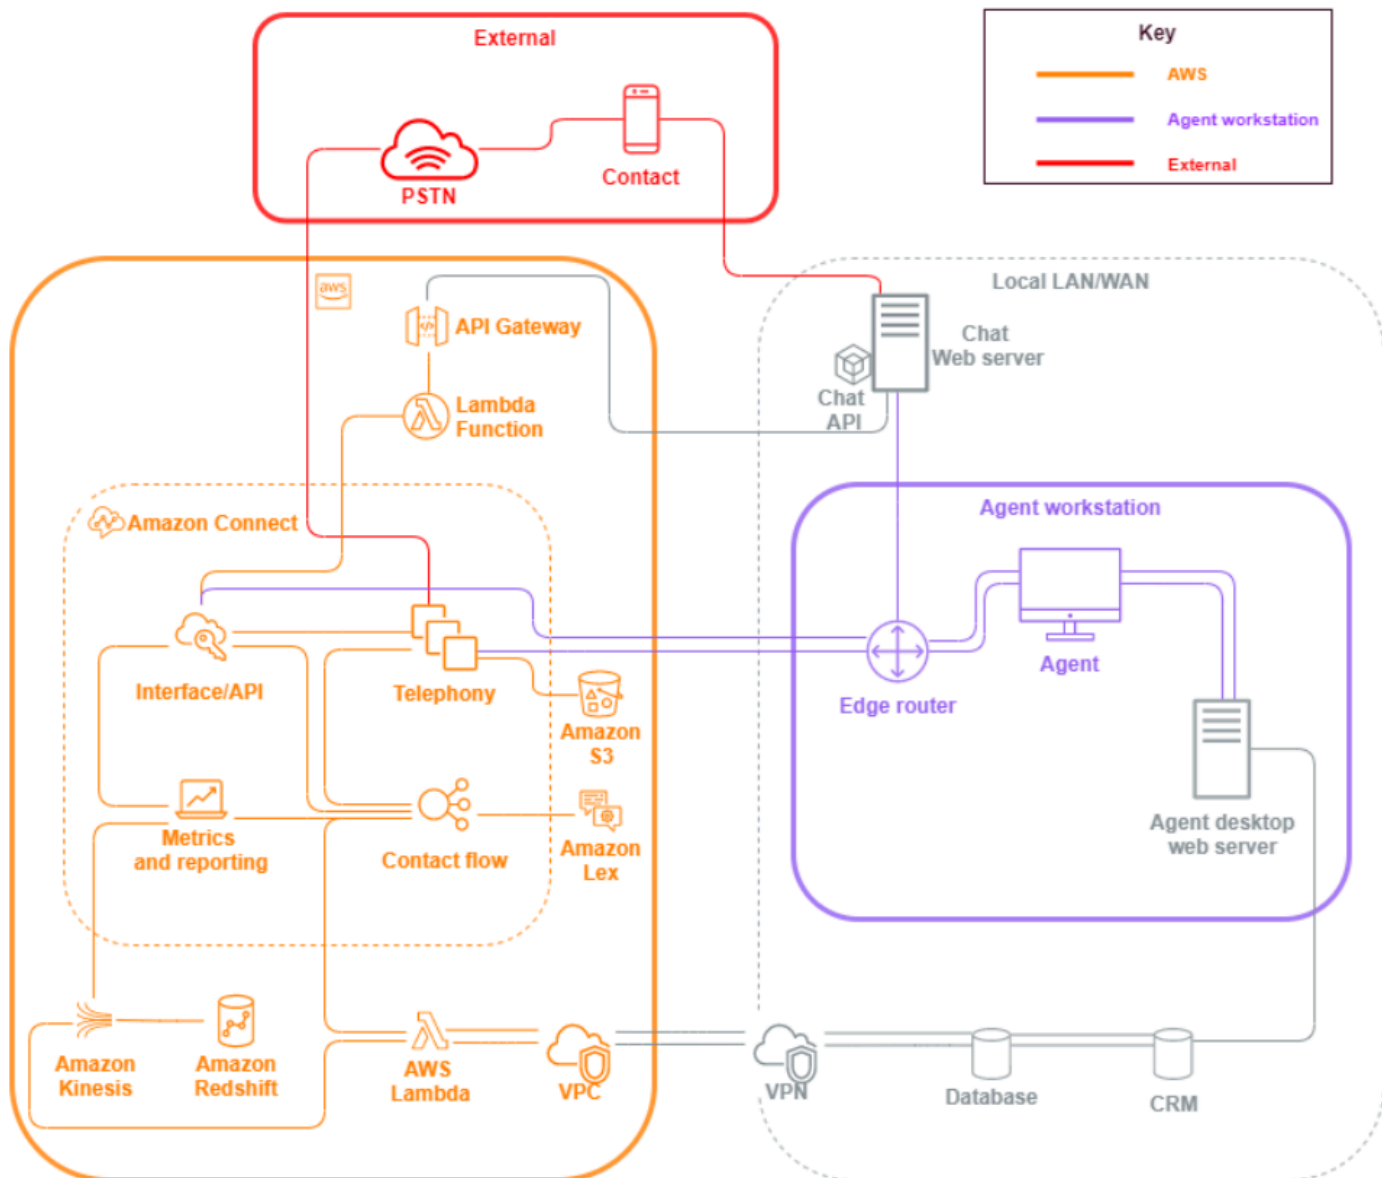 External
Key
AWS
Agent workstation
External
Contact
PSTN
aws
API Gateway
Lambda
Function
Local LAN/WAN
Chat
Web server
Chat
API
Amazon Connect
Agent workstation
Interface/API
Telephony
Amazon
S3
Edge router
Agent
Metrics
and reporting
Contact flow
Amazon
Lex
Agent desktop
web server
Amazon
Kinesis
Amazon
Redshift
AWS
Lambda
VPC
VPN
Database
CRM